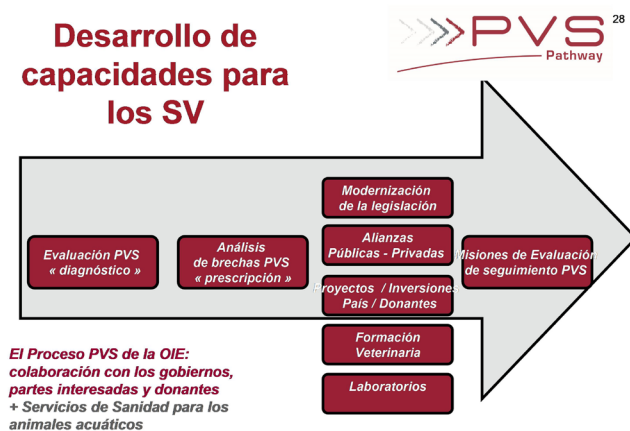 Desarrollo de
capacidades para
los SV
PVS
Pathway
28
Evaluación PVS
« diagnóstico »
Análisis
de brechas PVS
« prescripción »
Modernización
de la legislación
Alianzas
Públicas - Privadas
Proyectos / Inversiones
País / Donantes
Formación
Veterinaria
Laboratorios
Misiones de Evaluación
de seguimiento PVS
El Proceso PVS de la OIE:
colaboración con los gobiernos,
partes interesadas y donantes
+ Servicios de Sanidad para los
animales acuáticos